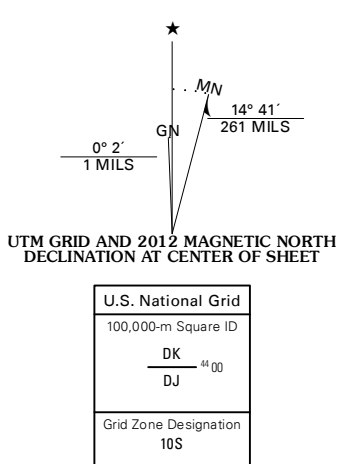 ★
MN
GN
14° 41´
261 MILS
0° 2´
1 MILS
UTM GRID AND 2012 MAGNETIC NORTH
DECLINATION AT CENTER OF SHEET
U.S. National Grid
100,000-m Square ID
DK
44 00
DJ
Grid Zone Designation
10S